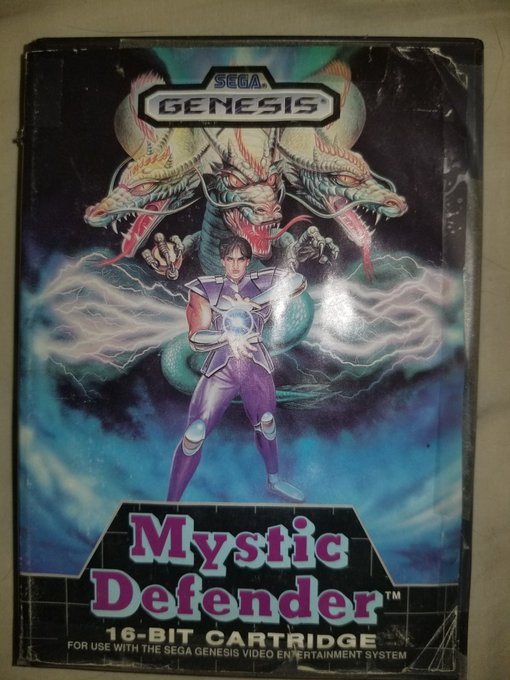 SEGA
GENESIS
Mystic
Defender™
16-BIT CARTRIDGE
FOR USE WITH THE SEGA GENESIS VIDEO ENTERTAINMENT SYSTEM